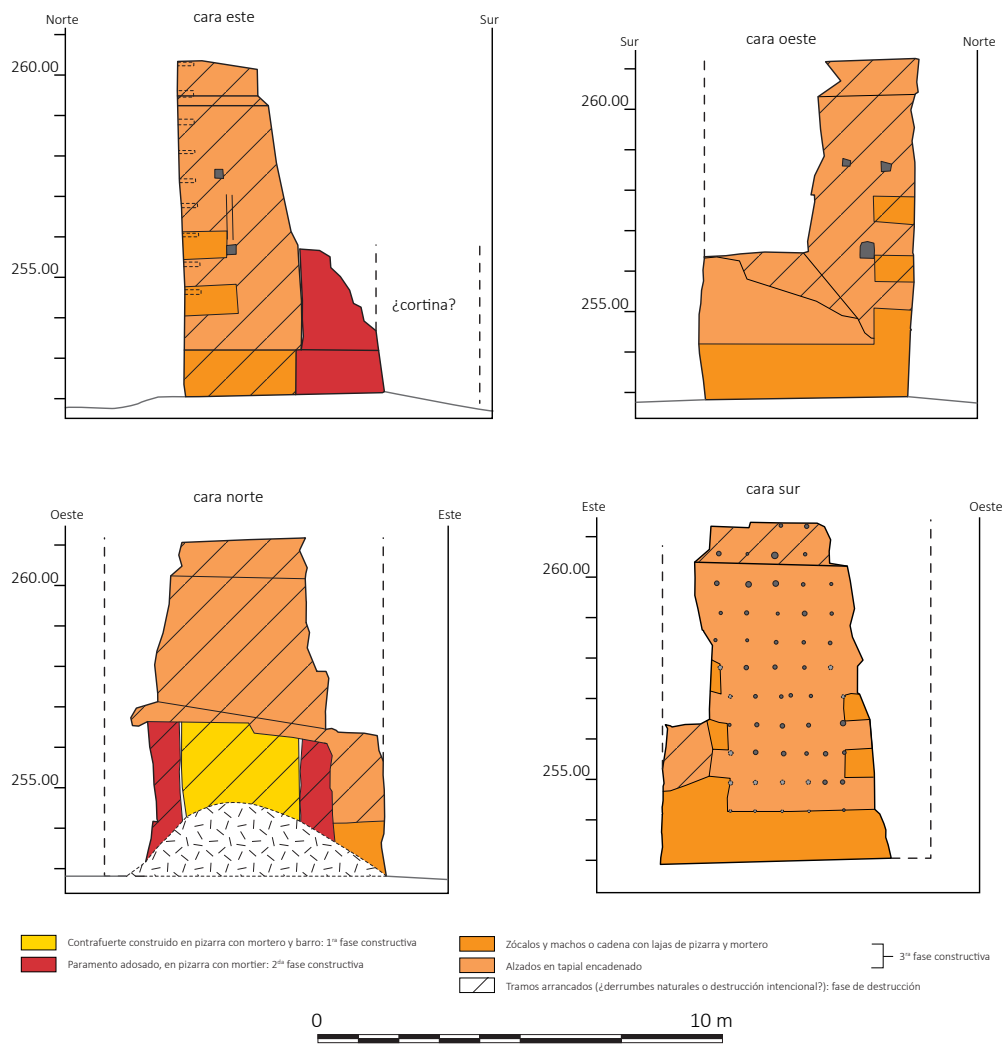 cara este
Norte
Sur
260.00
255.00
¿cortina?
cara oeste
Sur
Norte
260.00
255.00
cara norte
Oeste
Este
260.00
255.00
cara sur
Este
Oeste
260.00
255.00
Contrafuerte construido en pizarra con mortero y barro: 1ra fase constructiva
Paramento adosado, en pizarra con mortier: 2da fase constructiva
Zócalos y machos o cadena con lajas de pizarra y mortero
Alzados en tapial encadenado
3ra fase constructiva
Tramos arrancados (¿derrumbes naturales o destrucción intencional?): fase de destrucción
0
10 m